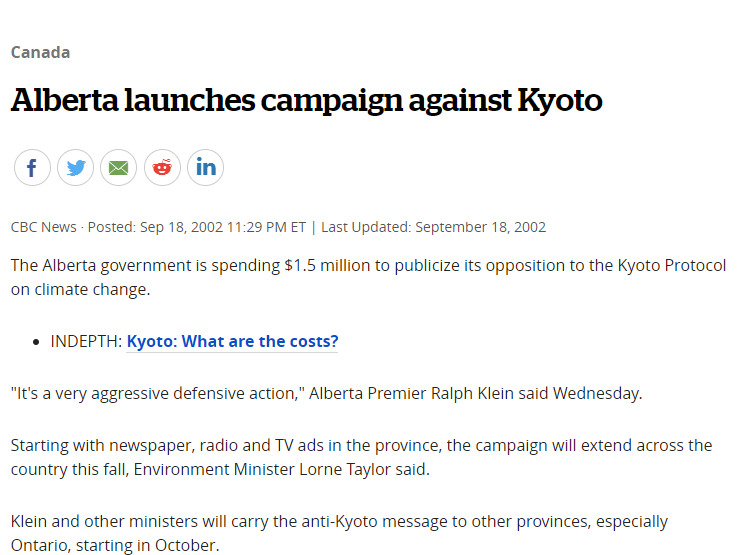 Canada
Alberta launches campaign against Kyoto
f
in
CBC News · Posted: Sep 18, 2002 11:29 PM ET | Last Updated: September 18, 2002
The Alberta government is spending $1.5 million to publicize its opposition to the Kyoto Protocol
on climate change.
• INDEPTH: Kyoto: What are the costs?
"It's a very aggressive defensive action," Alberta Premier Ralph Klein said Wednesday.
Starting with newspaper, radio and TV ads in the province, the campaign will extend across the
country this fall, Environment Minister Lorne Taylor said.
Klein and other ministers will carry the anti-Kyoto message to other provinces, especially
Ontario, starting in October.